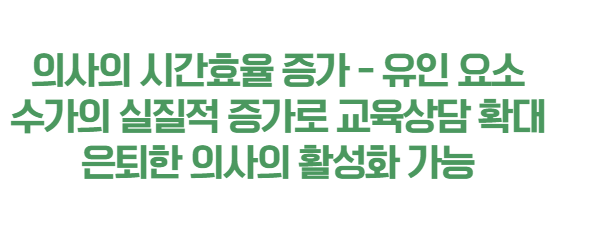 의사의 시간효율 증가 - 유인 요소
수가의 실질적 증가로 교육상담 확대
은퇴한 의사의 활성화 가능